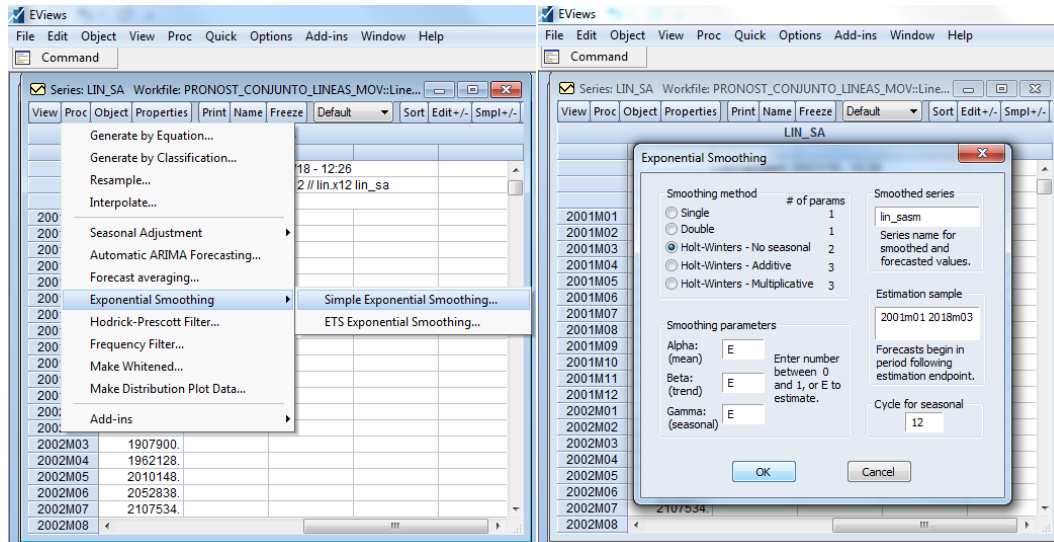 EViews
File Edit Object View Proc Quick Options Add-ins Window Help
Command
Series: LIN_SA Workfile: PRONOST_CONJUNTO_LINEAS_MOV::Line...
View Proc Object Properties Print Name Freeze Default Sort Edit+/- Smpl+/-
Generate by Equation...
Generate by Classification...
Resample...
Interpolate...
Seasonal Adjustment
Automatic ARIMA Forecasting...
Forecast averaging...
Exponential Smoothing
Hodrick-Prescott Filter...
Frequency Filter...
Make Whitened...
Make Distribution Plot Data...
Add-ins
Simple Exponential Smoothing...
ETS Exponential Smoothing...
18 - 12:26
2 // lin.x12 lin_sa
2002M03 1907900.
2002M04 1962128.
2002M05 2010148.
2002M06 2052838.
2002M07 2107534.
2002M08
EViews
File Edit Object View Proc Quick Options Add-ins Window Help
Command
Series: LIN_SA Workfile: PRONOST_CONJUNTO_LINEAS_MOV::Line...
View Proc Object Properties Print Name Freeze Default Sort Edit+/- Smpl+/-
LIN_SA
2001M01
2001M02
2001M03
2001M04
2001M05
2001M06
2001M07
2001M08
2001M09
2001M10
2001M11
2001M12
2002M01
2002M02
2002M03
2002M04
2002M05
2002M06
2002M07 2107534.
2002M08
Exponential Smoothing
Smoothing method # of params
Single 1
Double 1
Holt-Winters - No seasonal 2
Holt-Winters - Additive 3
Holt-Winters - Multiplicative 3
Smoothing parameters
Alpha: E
(mean)
Beta: E
(trend)
Gamma: E
(seasonal)
Enter number
between 0
and 1, or E to
estimate.
Smoothed series
lin_sasm
Series name for
smoothed and
forecasted values.
Estimation sample
2001m01 2018m03
Forecasts begin in
period following
estimation endpoint.
Cycle for seasonal
12
OK Cancel